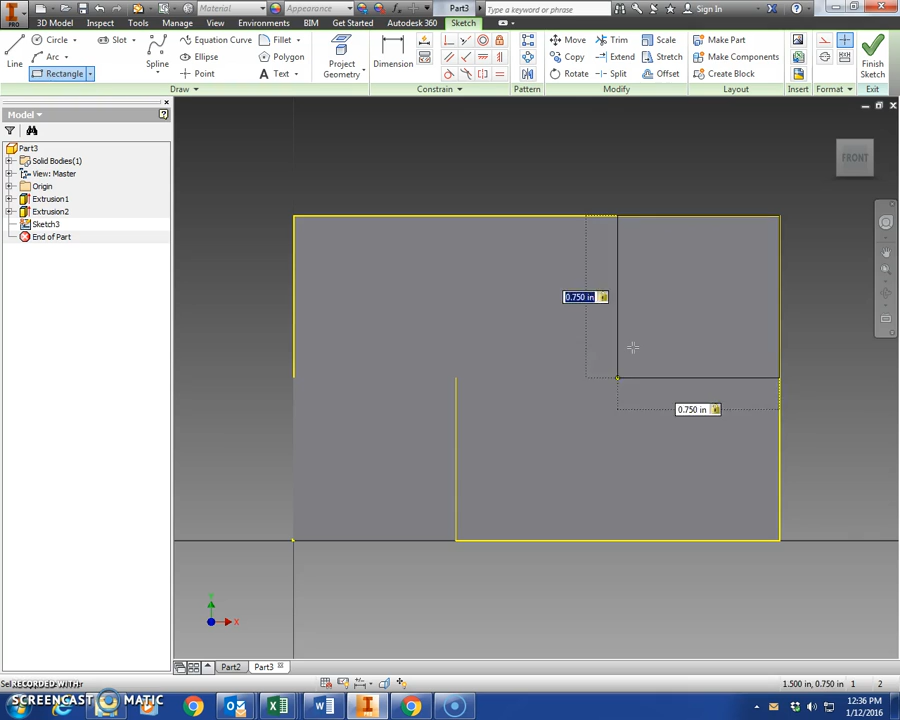 PRO
Material
Appearance
Part3
Type a keyword or phrase
Sign In
3D Model Inspect Tools Manage View Environments BIM Get Started Autodesk 360 Sketch
Line
Circle
Arc
Rectangle
Slot
Spline
Equation Curve
Ellipse
Point
Fillet
Polygon
Text
Project Geometry
Dimension
Move
Copy
Rotate
Trim
Extend
Split
Scale
Stretch
Offset
Make Part
Make Components
Create Block
Finish Sketch
Draw Constrain Pattern Modify Layout Insert Format Exit
Model
Part3
Solid Bodies(1)
View: Master
Origin
Extrusion1
Extrusion2
Sketch3
End of Part
FRONT
0.750 in
0.750 in
Y
X
Part2 Part3
RECORDED WITH
SCREENCAST MATIC
1.500 in, 0.750 in 1 2
12:36 PM
1/12/2016